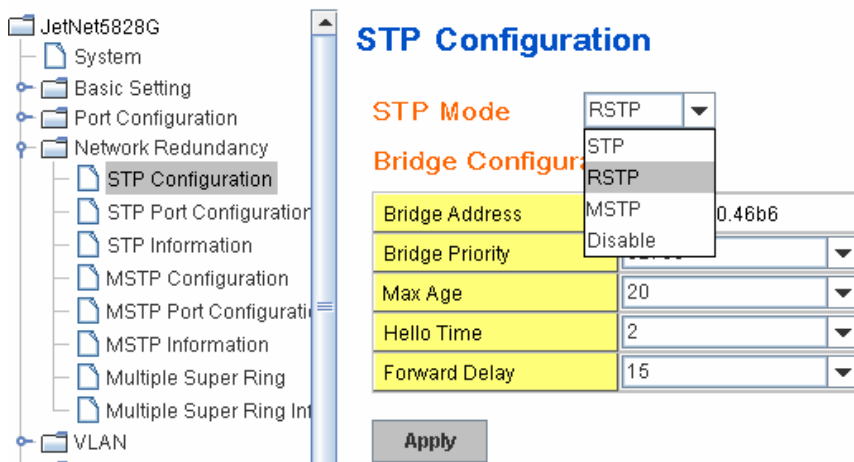 JetNet5828G
System
Basic Setting
Port Configuration
Network Redundancy
STP Configuration
STP Port Configuration
STP Information
MSTP Configuration
MSTP Port Configurati
MSTP Information
Multiple Super Ring
Multiple Super Ring Inf
VLAN
STP Configuration
STP Mode RSTP
STP
RSTP
MSTP
Disable
Bridge Configura
Bridge Address 0.46b6
Bridge Priority
Max Age 20
Hello Time 2
Forward Delay 15
Apply